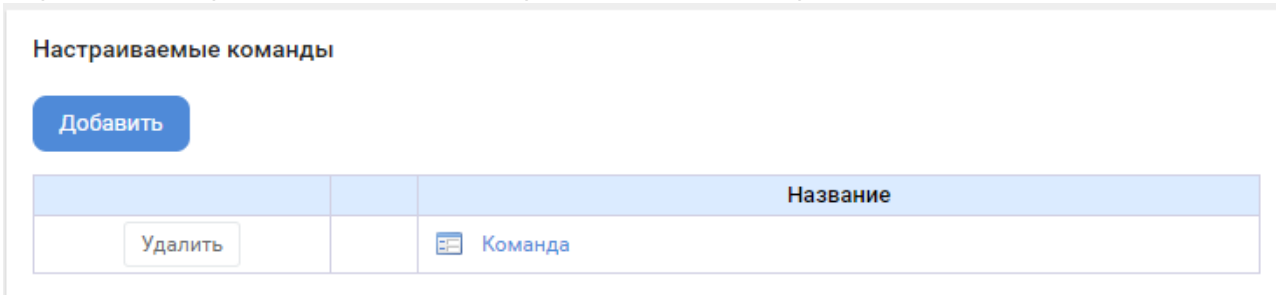 Настраиваемые команды
Добавить
Название
Удалить Команда